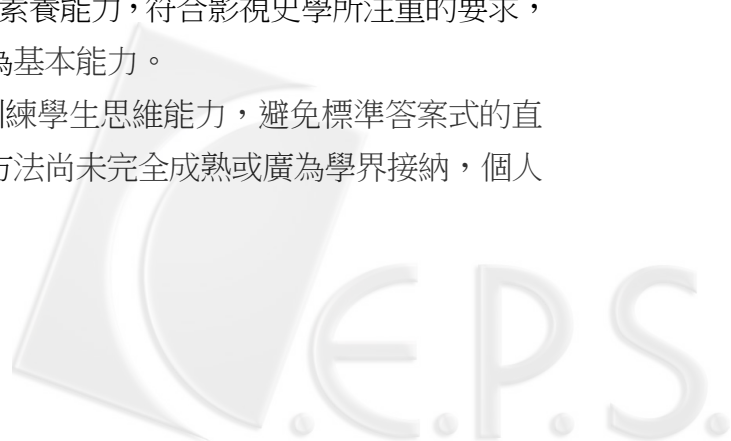 素養能力，符合影視史學所注重的要求，
為基本能力。
訓練學生思維能力，避免標準答案式的直
方法尚未完全成熟或廣為學界接納，個人
C.E.P.S.